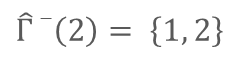 Γ̂⁻(2) = {1,2}